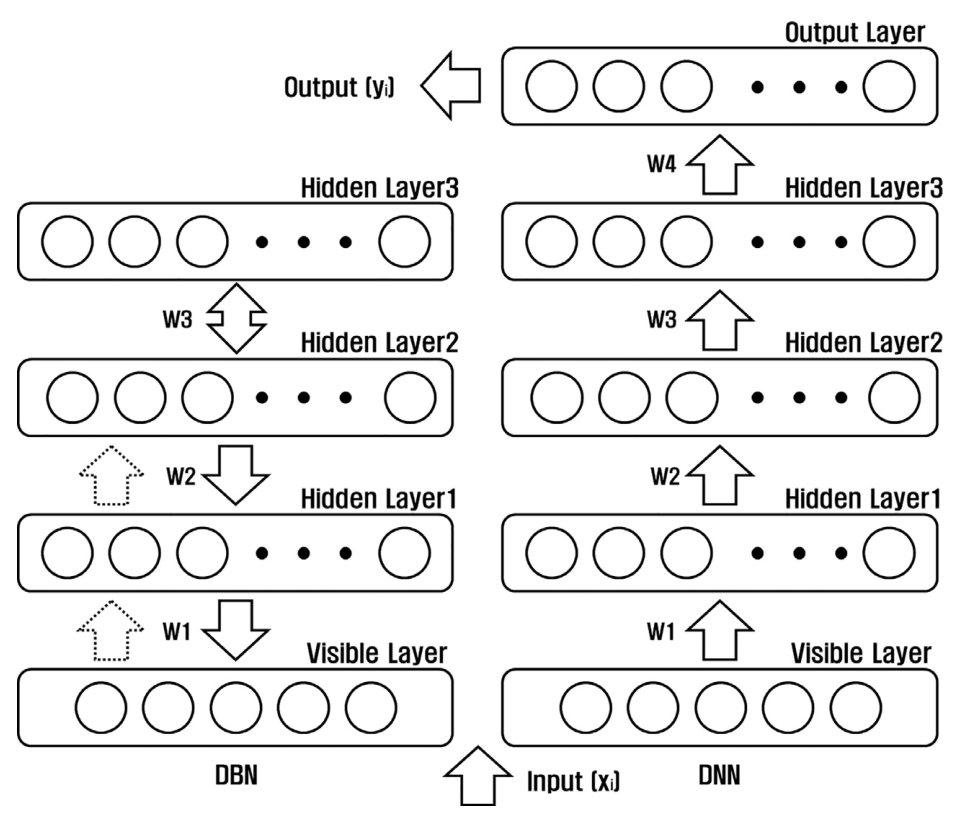 Output Layer
Output (yi)
W4
Hidden Layer3
Hidden Layer3
W3
W3
Hidden Layer2
Hidden Layer2
W2
W2
Hidden Layer1
Hidden Layer1
W1
W1
Visible Layer
Visible Layer
DBN
Input (xi)
DNN